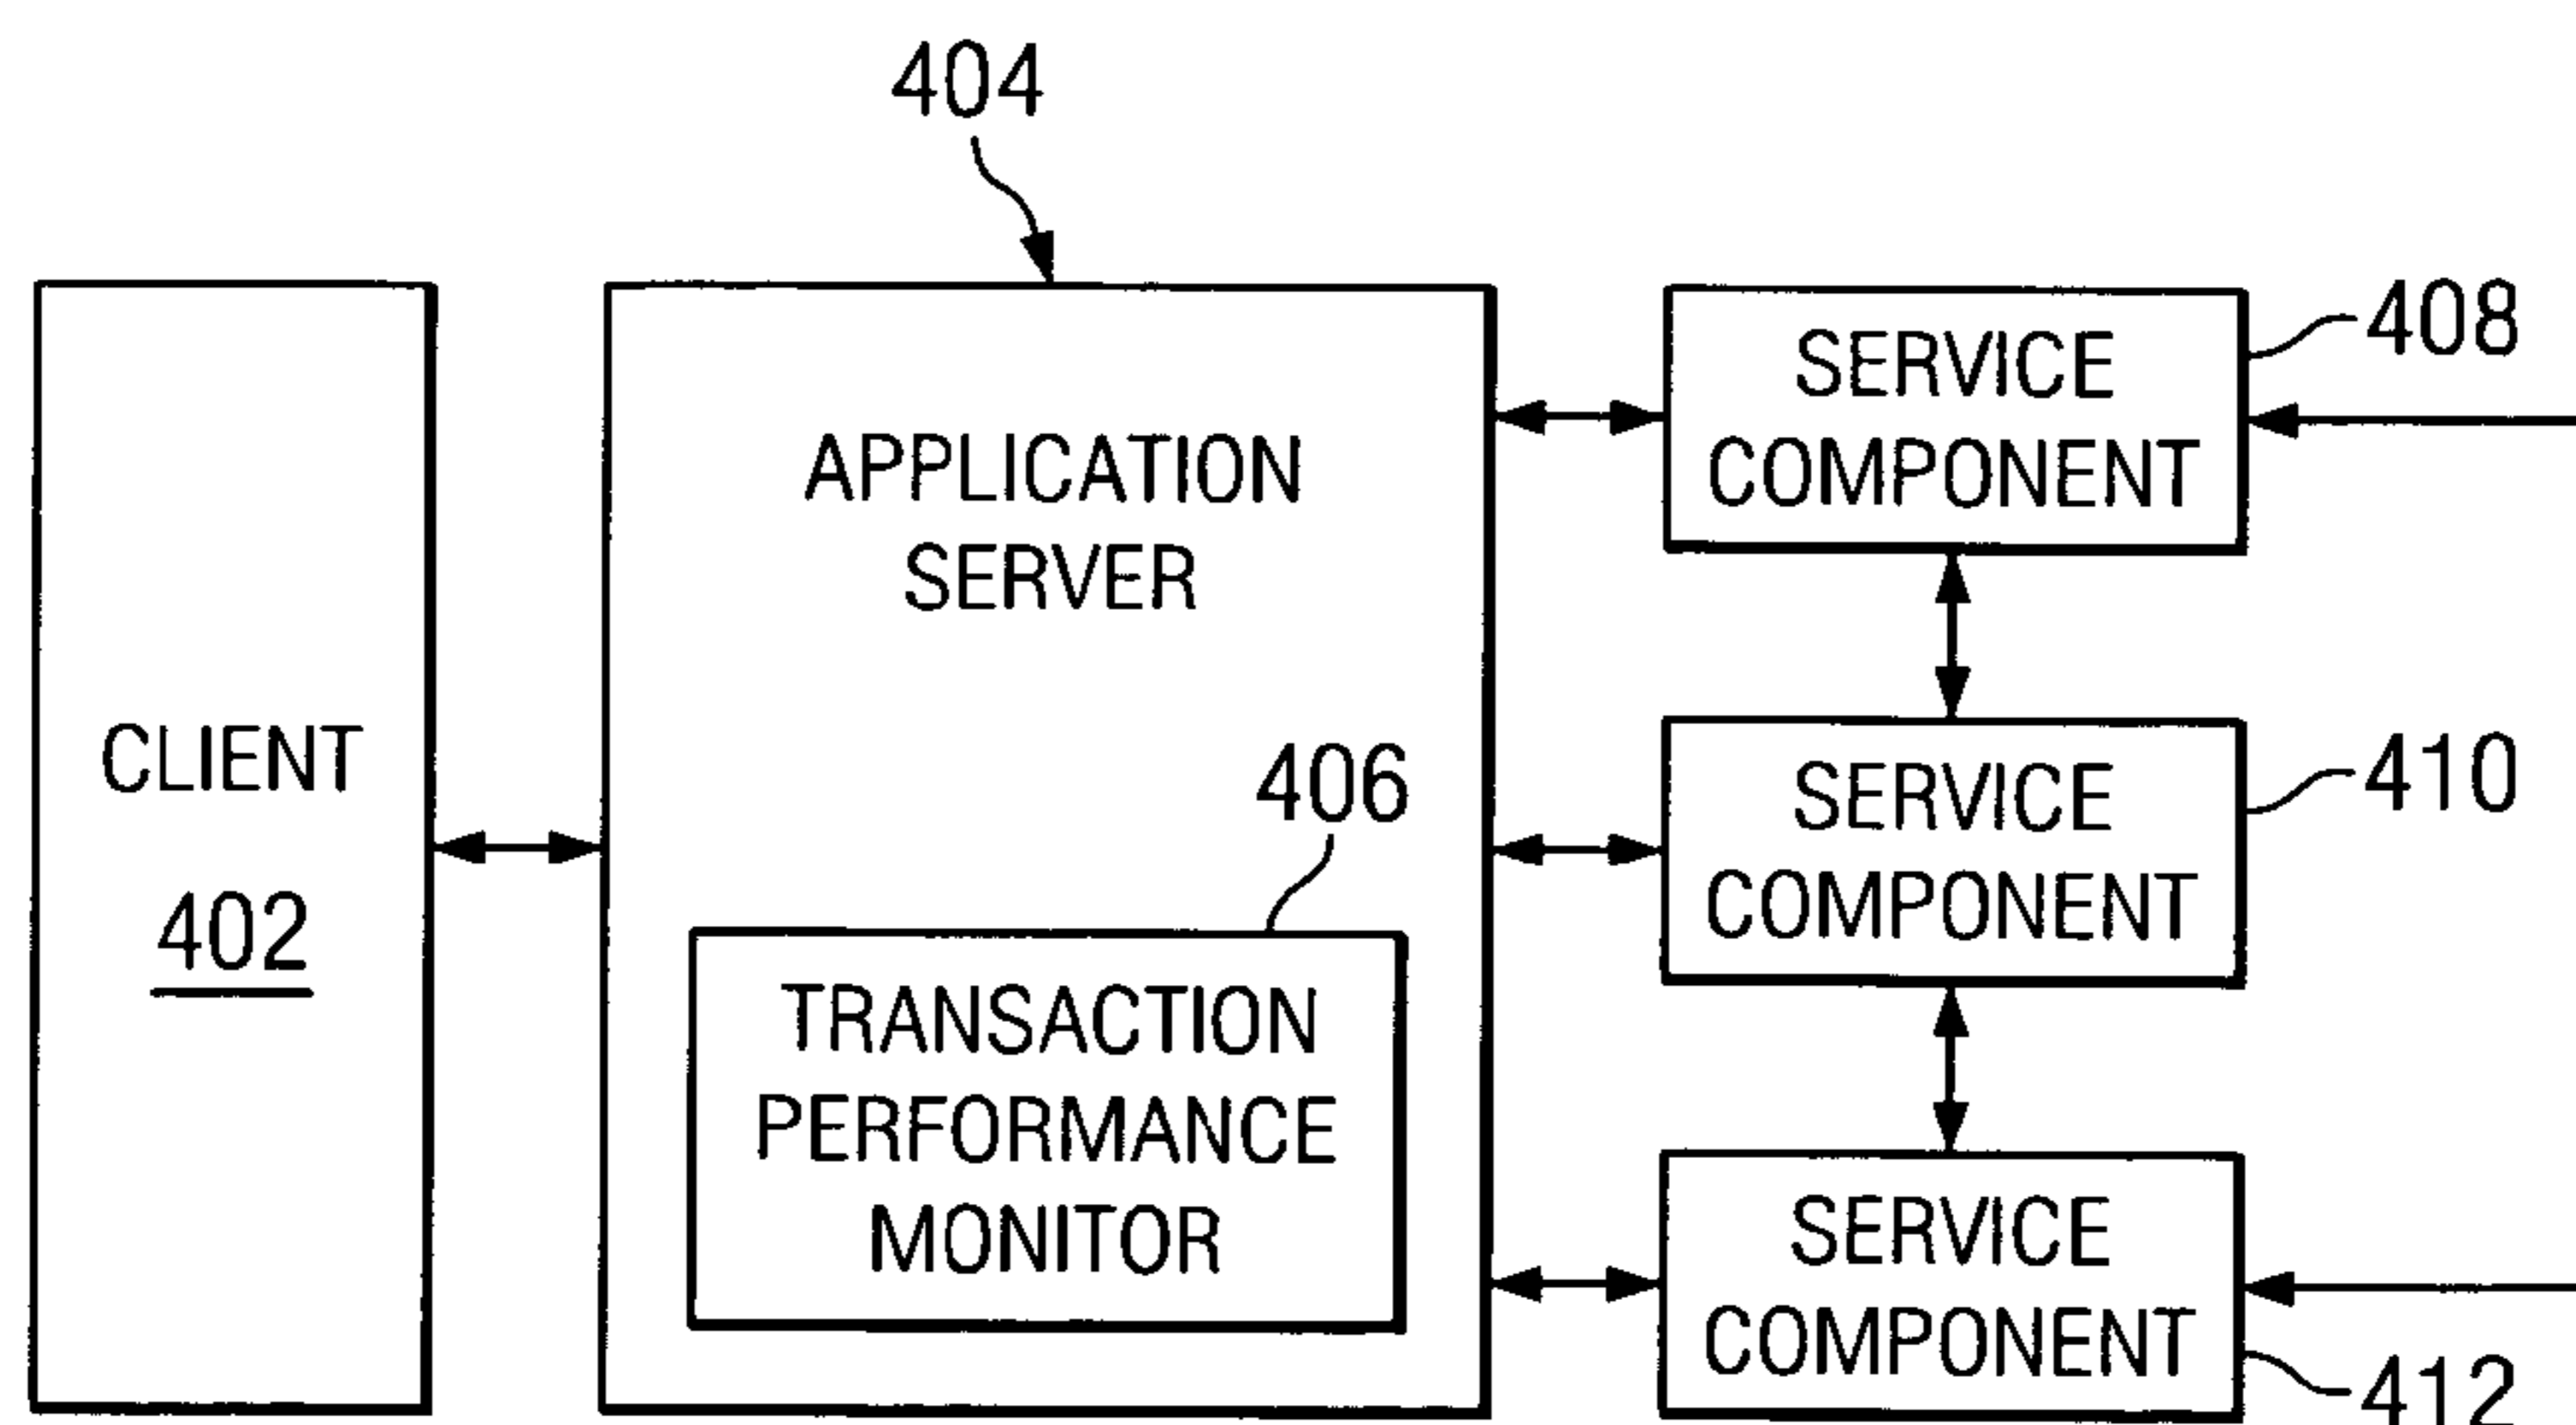 404
CLIENT
402
APPLICATION
SERVER
406
TRANSACTION
PERFORMANCE
MONITOR
SERVICE
COMPONENT
408
SERVICE
COMPONENT
410
SERVICE
COMPONENT
412